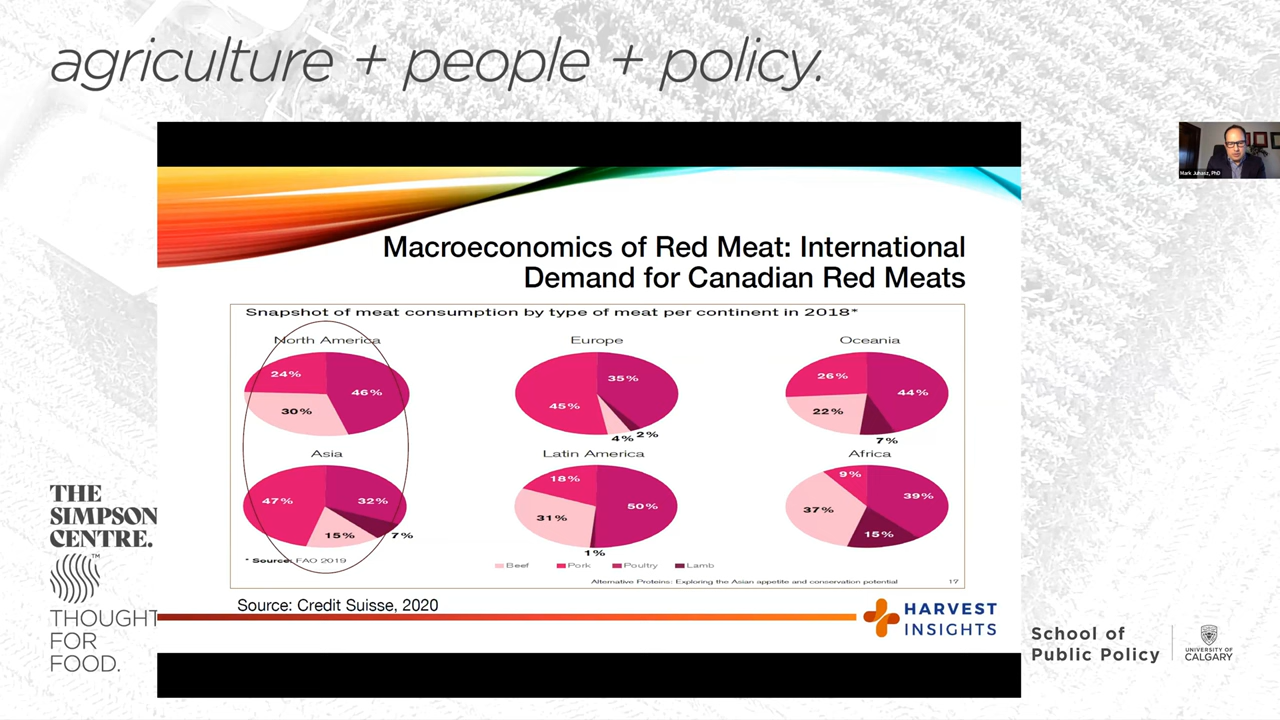 agriculture + people + policy.
Mark Juhasz, PhD
Macroeconomics of Red Meat: International
Demand for Canadian Red Meats
Snapshot of meat consumption by type of meat per continent in 2018*
North America
24%
46%
30%
Europe
35%
45%
4%
2%
Oceania
26%
44%
22%
7%
Asia
47%
32%
15%
7%
Latin America
18%
50%
31%
1%
Africa
9%
39%
37%
15%
* Source: FAO 2019
Beef
Pork
Poultry
Lamb
Alternative Proteins: Exploring the Asian appetite and conservation potential
17
Source: Credit Suisse, 2020
HARVEST
INSIGHTS
THE
SIMPSON
CENTRE.
TM
THOUGHT
FOR
FOOD.
School of
Public Policy
UNIVERSITY OF
CALGARY